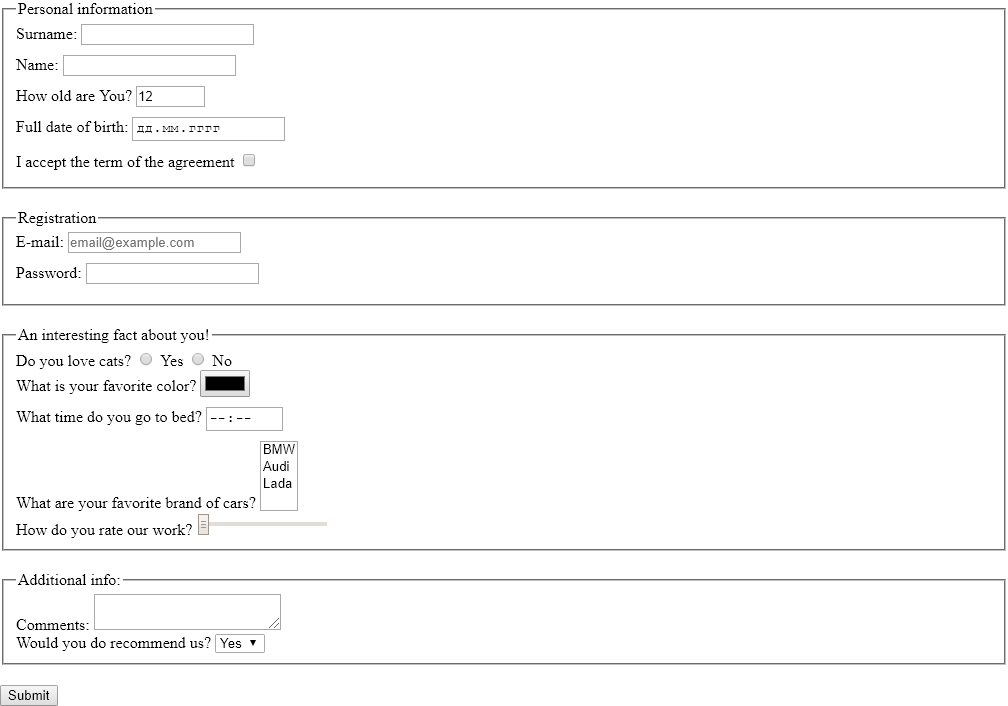 Personal information
Surname:
Name:
How old are You? 12
Full date of birth: дд.мм.гггг
I accept the term of the agreement
Registration
E-mail: email@example.com
Password:
An interesting fact about you!
Do you love cats? Yes No
What is your favorite color?
What time do you go to bed? --:--
BMW
Audi
Lada
What are your favorite brand of cars?
How do you rate our work?
Additional info:
Comments:
Would you do recommend us? Yes
Submit